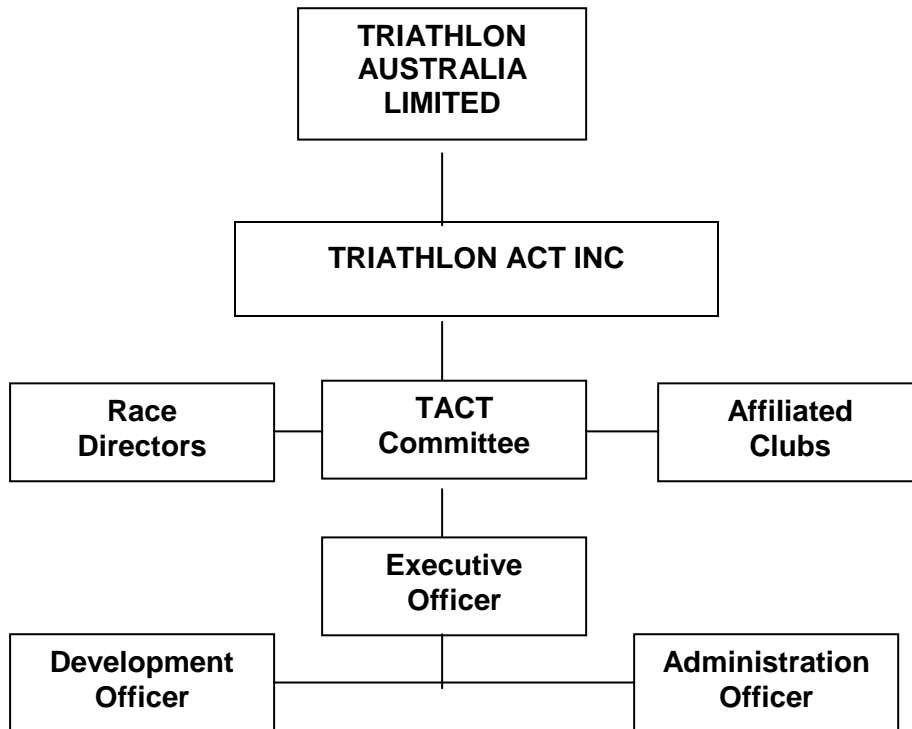 TRIATHLON
AUSTRALIA
LIMITED
TRIATHLON ACT INC
Race
Directors
TACT
Committee
Affiliated
Clubs
Executive
Officer
Development
Officer
Administration
Officer